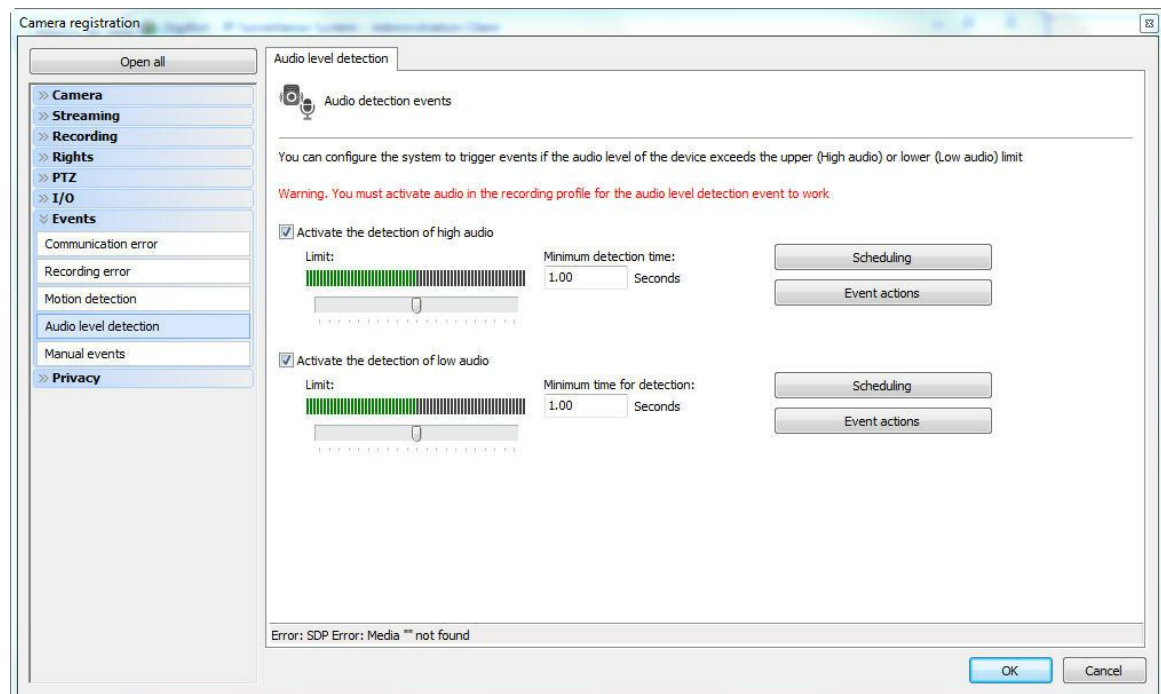 Camera registration
Open all
Camera
Streaming
Recording
Rights
PTZ
I/O
Events
Communication error
Recording error
Motion detection
Audio level detection
Manual events
Privacy
Audio level detection
Audio detection events
You can configure the system to trigger events if the audio level of the device exceeds the upper (High audio) or lower (Low audio) limit
Warning. You must activate audio in the recording profile for the audio level detection event to work
Activate the detection of high audio
Limit:
Minimum detection time:
1.00 Seconds
Scheduling
Event actions
Activate the detection of low audio
Limit:
Minimum time for detection:
1.00 Seconds
Scheduling
Event actions
Error: SDP Error: Media "" not found
OK
Cancel